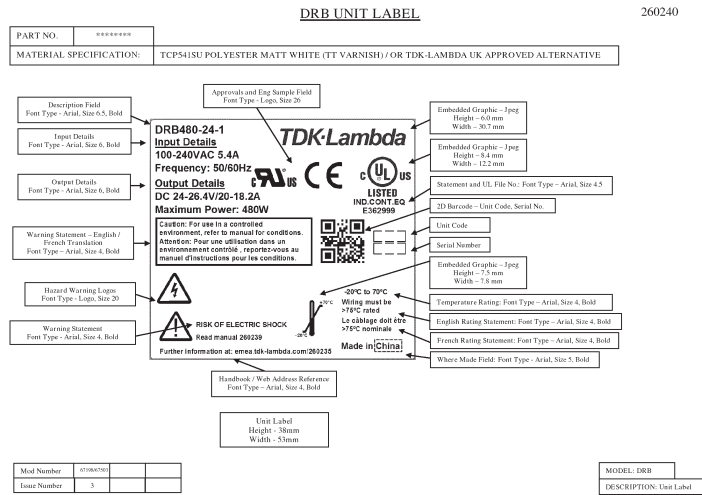 DRB UNIT LABEL
260240
PART NO. ********
MATERIAL SPECIFICATION: TCP541SU POLYESTER MATT WHITE (TT VARNISH) / OR TDK-LAMBDA UK APPROVED ALTERNATIVE
Approvals and Eng Sample Field
Font Type - Logo, Size 26
Description Field
Font Type - Arial, Size 6.5, Bold
Input Details
Font Type - Arial, Size 6, Bold
Output Details
Font Type - Arial, Size 6, Bold
Warning Statement – English /
French Translation
Font Type – Arial, Size 4, Bold
Hazard Warning Logos
Font Type - Logo, Size 20
Warning Statement
Font Type - Arial, Size 4, Bold
DRB480-24-1
Input Details
100-240VAC 5.4A
Frequency: 50/60Hz
Output Details
DC 24-26.4V/20-18.2A
Maximum Power: 480W
TDK-Lambda
c RU US
CE
c UL US
LISTED
IND.CONT.EQ
E362999
Caution: For use in a controlled
environment, refer to manual for conditions.
Attention: Pour une utilisation dans un
environnement contrôlé , reportez-vous au
manuel d'instructions pour les conditions.
RISK OF ELECTRIC SHOCK
Read manual 260239
+70°C
-20°C
-20°C to 70°C
Wiring must be
>75°C rated
Le câblage doit être
>75°C nominale
Made in China
Further information at: emea.tdk-lambda.com/260235
Embedded Graphic – Jpeg
Height – 6.0 mm
Width – 30.7 mm
Embedded Graphic – Jpeg
Height – 8.4 mm
Width – 12.2 mm
Statement and UL File No.: Font Type – Arial, Size 4.5
2D Barcode – Unit Code, Serial No.
Unit Code
Serial Number
Embedded Graphic – Jpeg
Height – 7.5 mm
Width – 7.8 mm
Temperature Rating: Font Type – Arial, Size 4, Bold
English Rating Statement: Font Type – Arial, Size 4, Bold
French Rating Statement: Font Type – Arial, Size 4, Bold
Where Made Field: Font Type - Arial, Size 5, Bold
Handbook / Web Address Reference
Font Type – Arial, Size 4, Bold
Unit Label
Height - 38mm
Width - 53mm
Mod Number 67198/67503
Issue Number 3
MODEL: DRB
DESCRIPTION: Unit Label